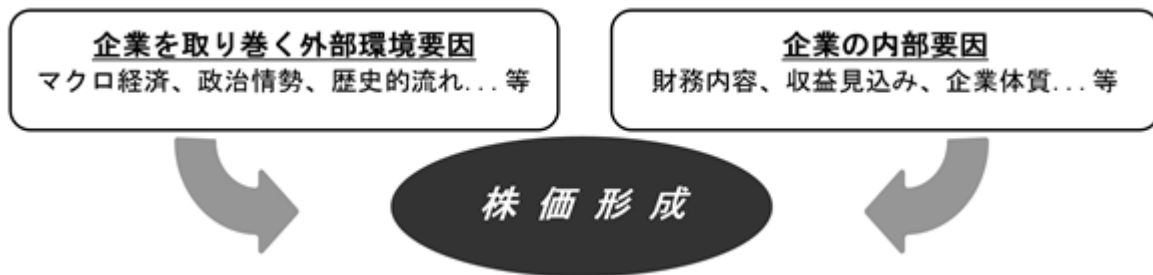 企業を取り巻く外部環境要因
マクロ経済、政治情勢、歴史的流れ...等
企業の内部要因
財務内容、収益見込み、企業体質...等
株価形成